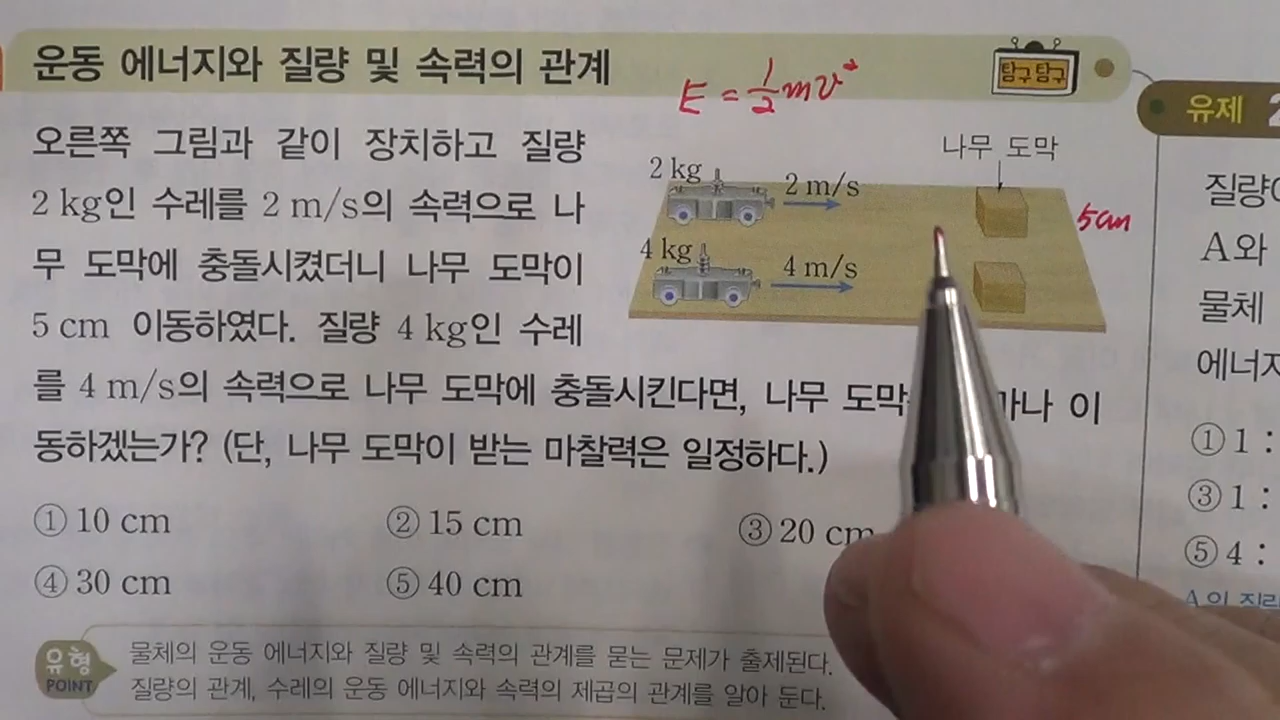 운동 에너지와 질량 및 속력의 관계
E = 1/2 mv²
탐구 탐구
오른쪽 그림과 같이 장치하고 질량
2 kg인 수레를 2 m/s의 속력으로 나
무 도막에 충돌시켰더니 나무 도막이
5 cm 이동하였다. 질량 4 kg인 수레
를 4 m/s의 속력으로 나무 도막에 충돌시킨다면, 나무 도막 이
동하겠는가? (단, 나무 도막이 받는 마찰력은 일정하다.)
나무 도막
2 kg
2 m/s
5cm
4 kg
4 m/s
① 10 cm
② 15 cm
③ 20 cm
④ 30 cm
⑤ 40 cm
유형
POINT
물체의 운동 에너지와 질량 및 속력의 관계를 묻는 문제가 출제된다.
질량의 관계, 수레의 운동 에너지와 속력의 제곱의 관계를 알아 둔다.
유제 2
A와
물체
① 1 :
③ 1 :
⑤ 4 :
A의